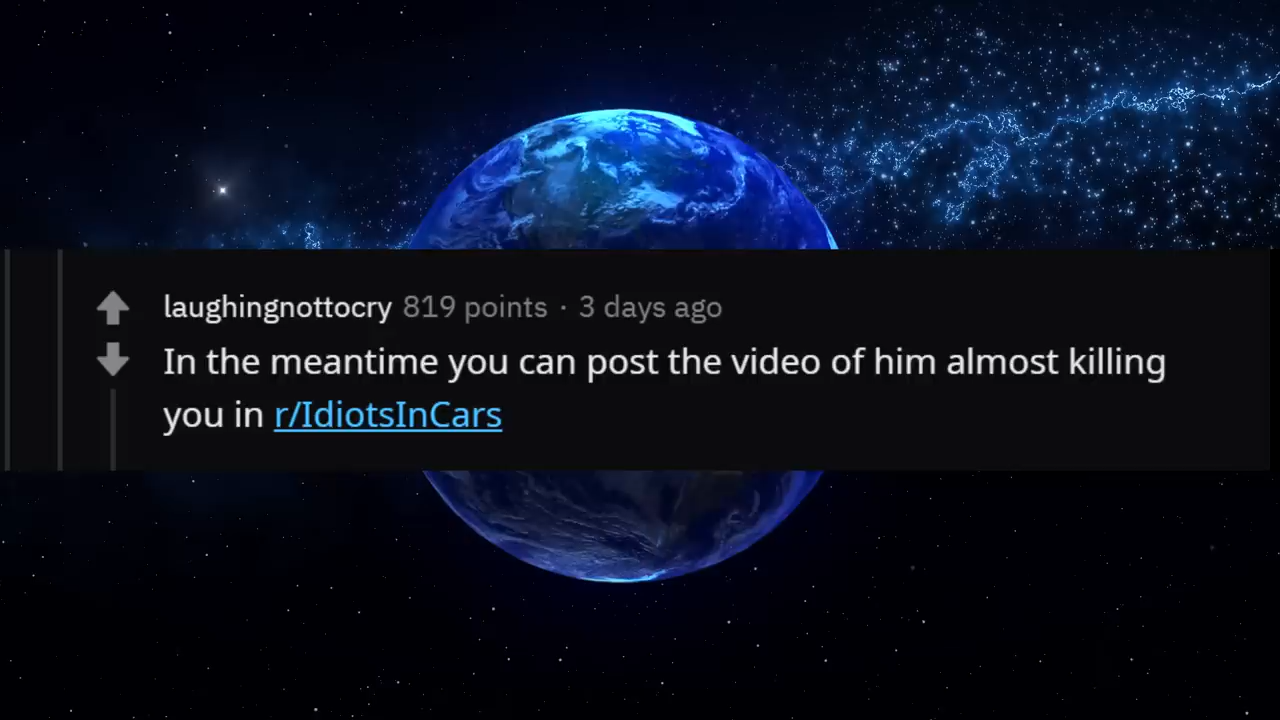 laughingnottocry 819 points · 3 days ago
In the meantime you can post the video of him almost killing
you in r/IdiotsInCars